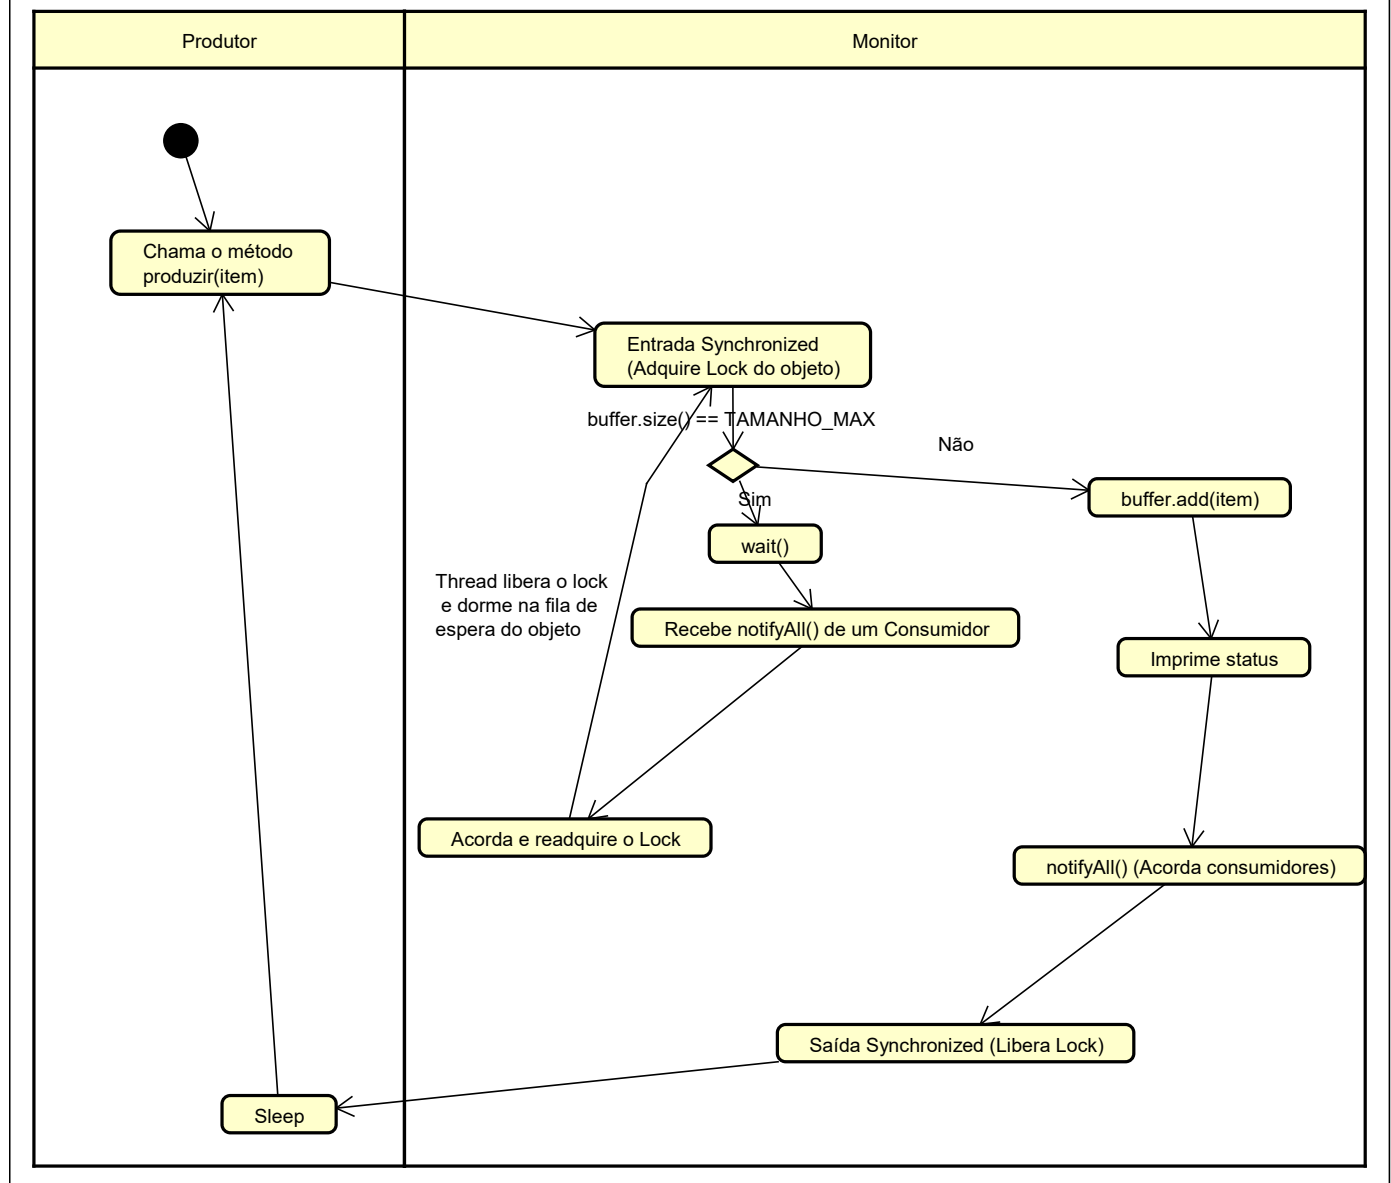 Produtor
Monitor
Chama o método
produzir(item)
Entrada Synchronized
(Adquire Lock do objeto)
buffer.size() == TAMANHO_MAX
Não
Sim
buffer.add(item)
wait()
Thread libera o lock
e dorme na fila de
espera do objeto
Recebe notifyAll() de um Consumidor
Imprime status
Acorda e readquire o Lock
notifyAll() (Acorda consumidores)
Saída Synchronized (Libera Lock)
Sleep